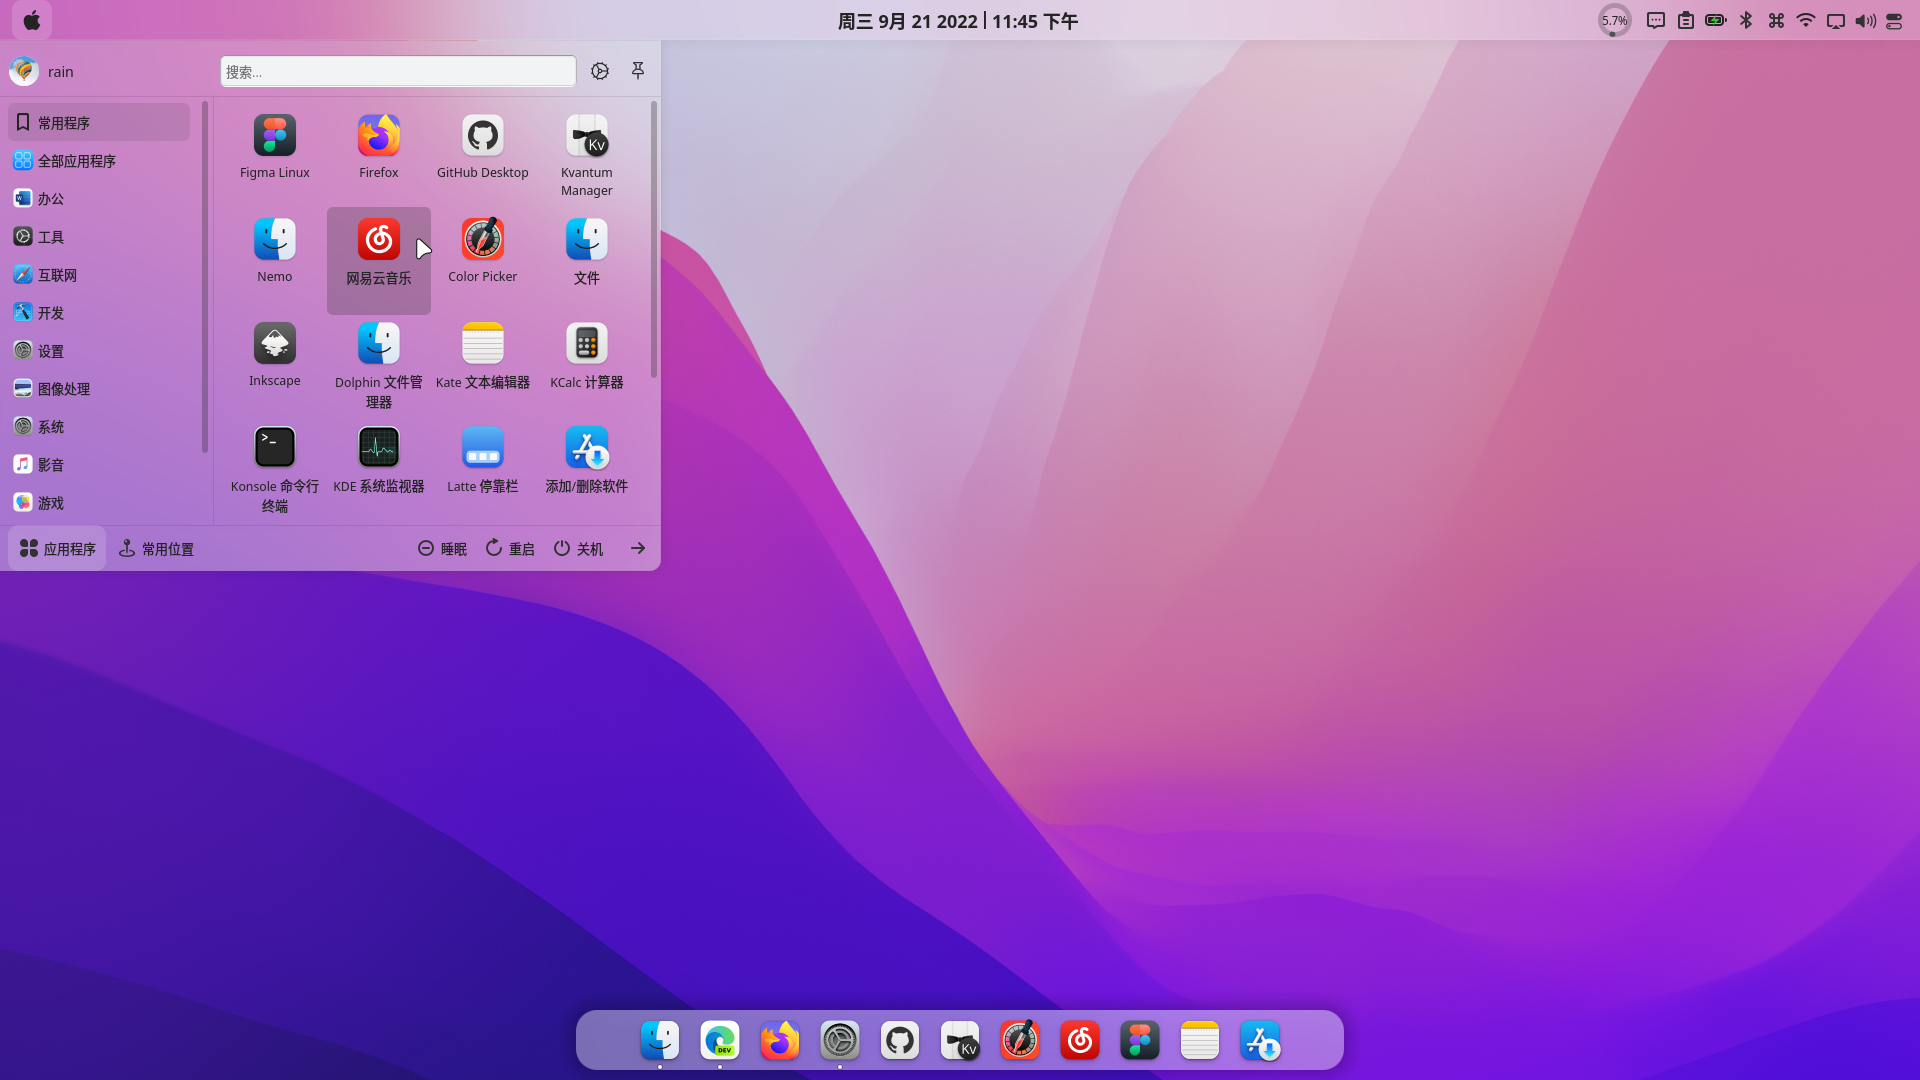 周三 9月 21 2022 | 11:45 下午
5.7%
rain
搜索...
常用程序
全部应用程序
办公
工具
互联网
开发
设置
图像处理
系统
影音
游戏
Figma Linux
Firefox
GitHub Desktop
Kvantum
Manager
Kv
Nemo
网易云音乐
Color Picker
文件
Inkscape
Dolphin 文件管
理器
Kate 文本编辑器
KCalc 计算器
>_
Konsole 命令行
终端
KDE 系统监视器
Latte 停靠栏
添加/删除软件
应用程序
常用位置
睡眠
重启
关机
DEV
Kv